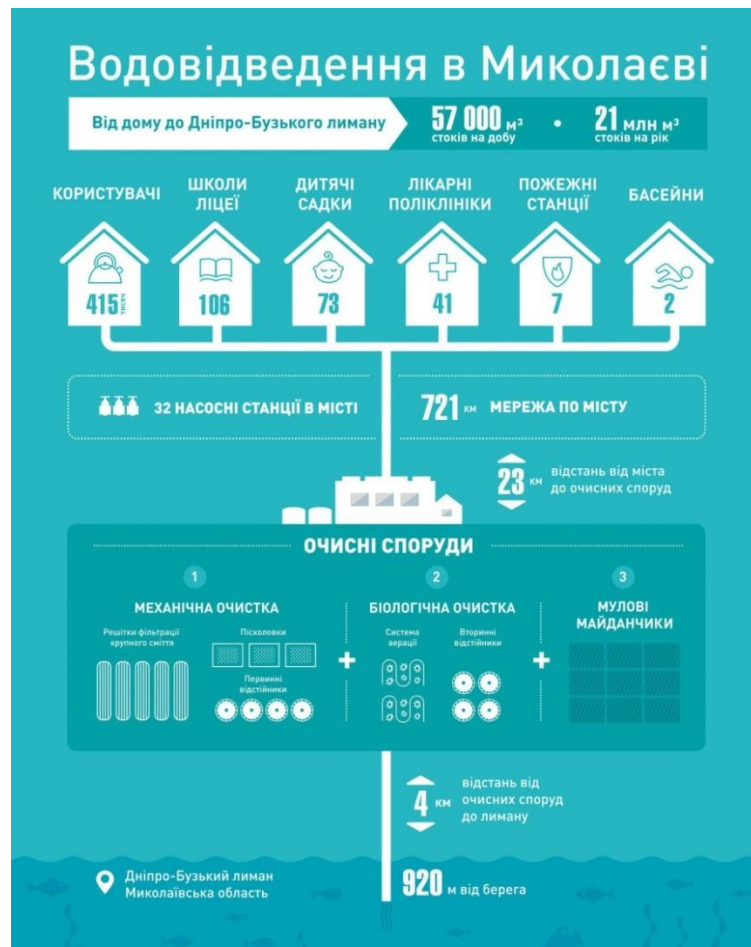 Водовідведення в Миколаєві
Від дому до Дніпро-Бузького лиману
57 000 м³
стоків на добу
•
21 млн м³
стоків на рік
КОРИСТУВАЧІ
ШКОЛИ
ЛІЦЕЇ
ДИТЯЧІ
САДКИ
ЛІКАРНІ
ПОЛІКЛІНІКИ
ПОЖЕЖНІ
СТАНЦІЇ
БАСЕЙНИ
415 ТИСЯЧ
106
73
41
7
2
32 НАСОСНІ СТАНЦІЇ В МІСТІ
721 км МЕРЕЖА ПО МІСТУ
23 км
відстань від міста
до очисних споруд
ОЧИСНІ СПОРУДИ
1
МЕХАНІЧНА ОЧИСТКА
Решітки фільтрації
крупного сміття
Пісколовки
Первинні
відстійники
+
2
БІОЛОГІЧНА ОЧИСТКА
Система
аерації
Вторинні
відстійники
+
3
МУЛОВІ
МАЙДАНЧИКИ
4 км
відстань від
очисних споруд
до лиману
Дніпро-Бузький лиман
Миколаївська область
920 м від берега